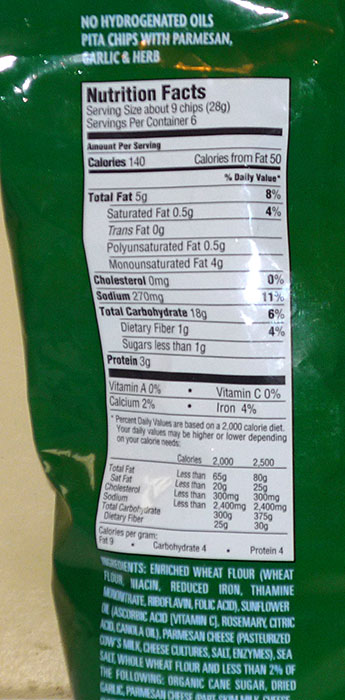 NO HYDROGENATED OILS
PITA CHIPS WITH PARMESAN,
GARLIC & HERB
Nutrition Facts
Serving Size about 9 chips (28g)
Servings Per Container 6
Amount Per Serving
Calories 140 Calories from Fat 50
% Daily Value*
Total Fat 5g 8%
Saturated Fat 0.5g 4%
Trans Fat 0g
Polyunsaturated Fat 0.5g
Monounsaturated Fat 4g
Cholesterol 0mg 0%
Sodium 270mg 11%
Total Carbohydrate 18g 6%
Dietary Fiber 1g 4%
Sugars less than 1g
Protein 3g
Vitamin A 0% • Vitamin C 0%
Calcium 2% • Iron 4%
* Percent Daily Values are based on a 2,000 calorie diet.
Your daily values may be higher or lower depending
on your calorie needs:
Calories 2,000 2,500
Total Fat Less than 65g 80g
Sat Fat Less than 20g 25g
Cholesterol Less than 300mg 300mg
Sodium Less than 2,400mg 2,400mg
Total Carbohydrate 300g 375g
Dietary Fiber 25g 30g
Calories per gram:
Fat 9 • Carbohydrate 4 • Protein 4
INGREDIENTS: ENRICHED WHEAT FLOUR (WHEAT
FLOUR, NIACIN, REDUCED IRON, THIAMINE
MONONITRATE, RIBOFLAVIN, FOLIC ACID), SUNFLOWER
OIL (ASCORBIC ACID [VITAMIN C], ROSEMARY, CITRIC
ACID, CANOLA OIL), PARMESAN CHEESE (PASTEURIZED
COW'S MILK, CHEESE CULTURES, SALT, ENZYMES), SEA
SALT, WHOLE WHEAT FLOUR AND LESS THAN 2% OF
THE FOLLOWING: ORGANIC CANE SUGAR, DRIED
GARLIC, PARMESAN CHEESE (PART SKIM MILK, CHEESE